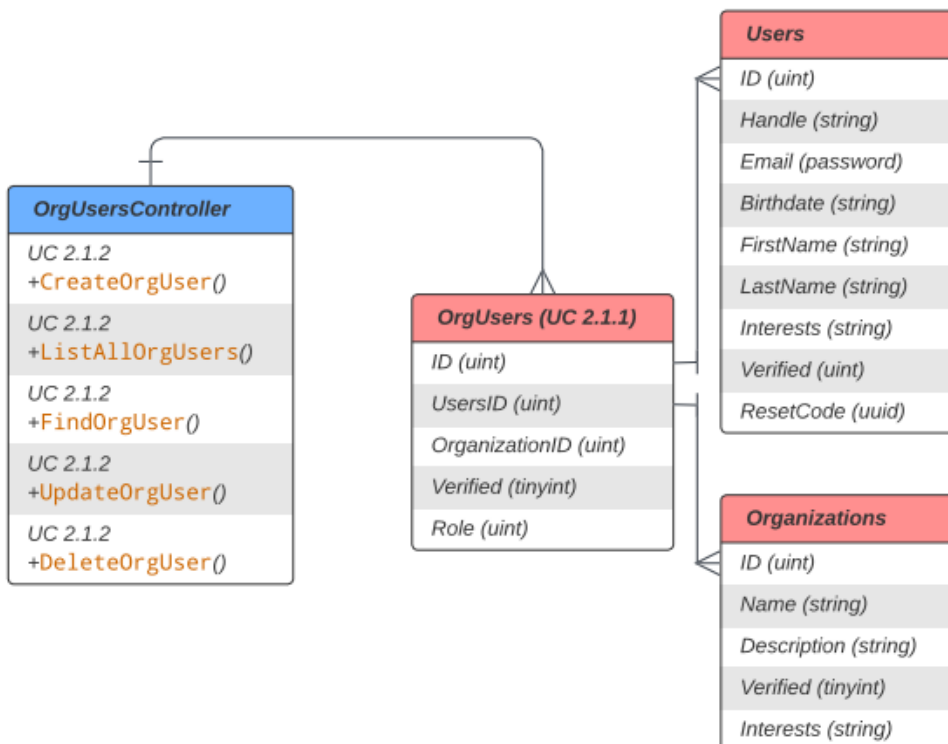 OrgUsersController
UC 2.1.2
+CreateOrgUser()
UC 2.1.2
+ListAllOrgUsers()
UC 2.1.2
+FindOrgUser()
UC 2.1.2
+UpdateOrgUser()
UC 2.1.2
+DeleteOrgUser()
OrgUsers (UC 2.1.1)
ID (uint)
UsersID (uint)
OrganizationID (uint)
Verified (tinyint)
Role (uint)
Users
ID (uint)
Handle (string)
Email (password)
Birthdate (string)
FirstName (string)
LastName (string)
Interests (string)
Verified (uint)
ResetCode (uuid)
Organizations
ID (uint)
Name (string)
Description (string)
Verified (tinyint)
Interests (string)